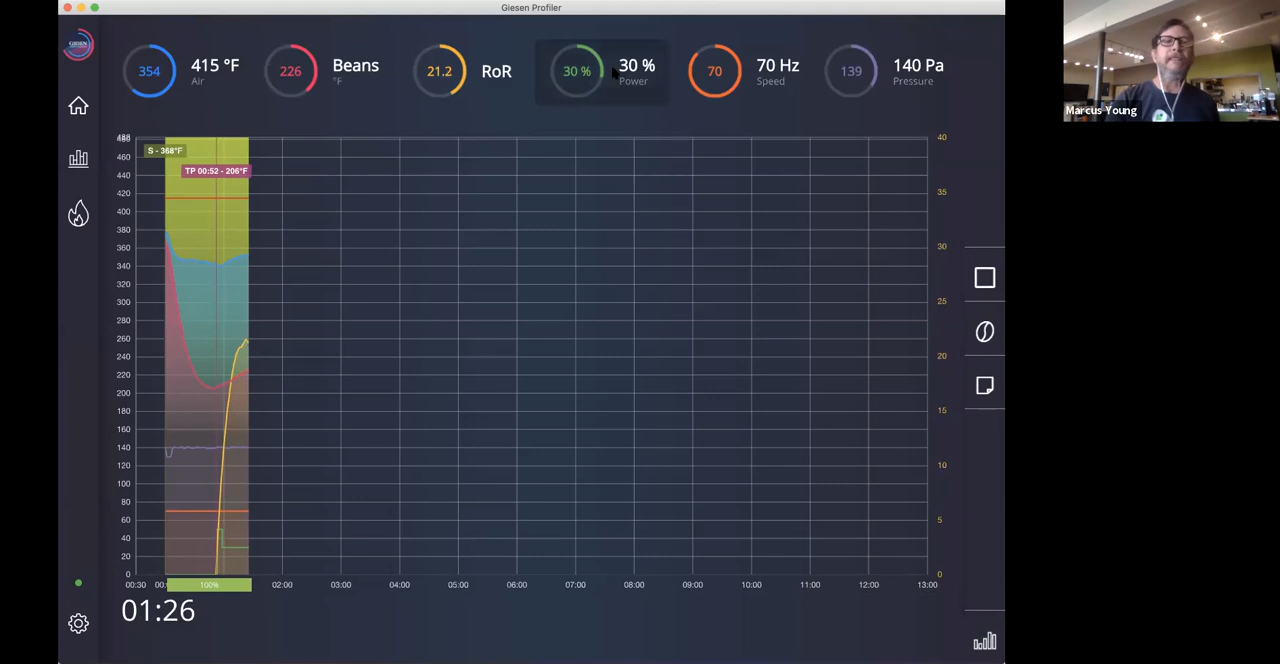 Giesen Profiler
GIESEN
354 415 °F Air
226 Beans °F
21.2 RoR
30 % 30 % Power
70 70 Hz Speed
139 140 Pa Pressure
Marcus Young
480
460
440
420
400
380
360
340
320
300
280
260
240
220
200
180
160
140
120
100
80
60
40
20
0
S - 368°F
TP 00:52 - 206°F
40
35
30
25
20
15
10
5
0
00:30 00: 100% 02:00 03:00 04:00 05:00 06:00 07:00 08:00 09:00 10:00 11:00 12:00 13:00
01:26